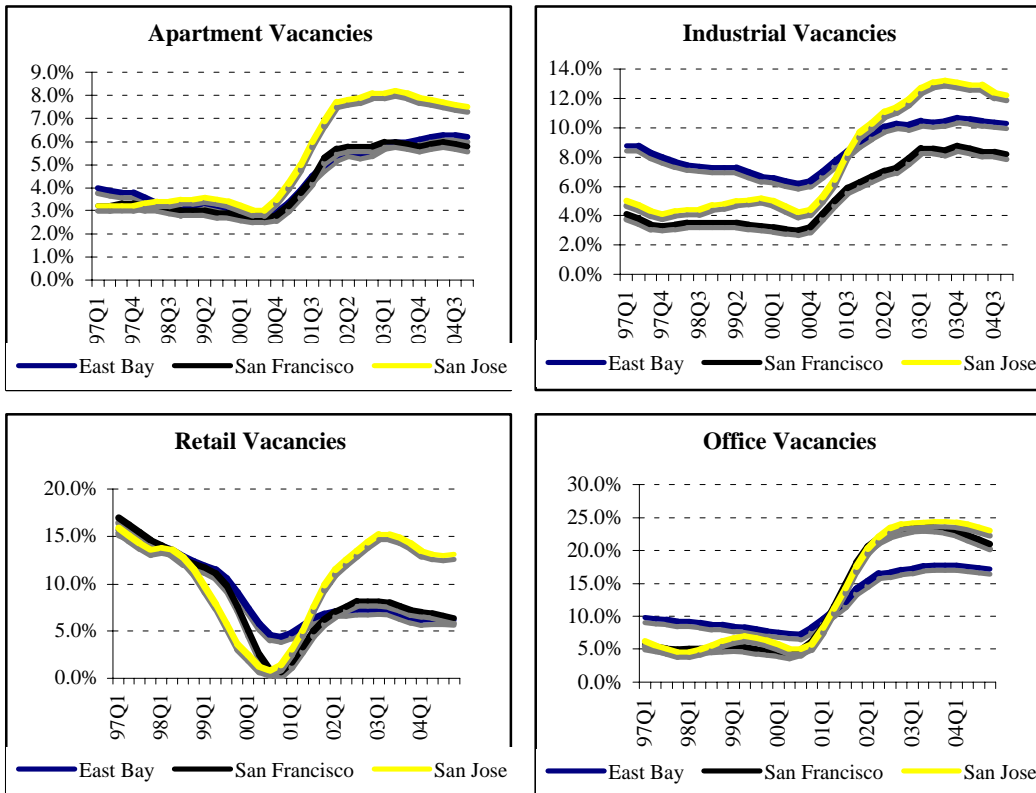 Apartment Vacancies
9.0%
8.0%
7.0%
6.0%
5.0%
4.0%
3.0%
2.0%
1.0%
0.0%
97Q1
97Q4
98Q3
99Q2
00Q1
00Q4
01Q3
02Q2
03Q1
03Q4
04Q3
East Bay San Francisco San Jose
Industrial Vacancies
14.0%
12.0%
10.0%
8.0%
6.0%
4.0%
2.0%
0.0%
97Q1
97Q4
98Q3
99Q2
00Q1
00Q4
01Q3
02Q2
03Q1
03Q4
04Q3
East Bay San Francisco San Jose
Retail Vacancies
20.0%
15.0%
10.0%
5.0%
0.0%
97Q1
98Q1
99Q1
00Q1
01Q1
02Q1
03Q1
04Q1
East Bay San Francisco San Jose
Office Vacancies
30.0%
25.0%
20.0%
15.0%
10.0%
5.0%
0.0%
97Q1
98Q1
99Q1
00Q1
01Q1
02Q1
03Q1
04Q1
East Bay San Francisco San Jose